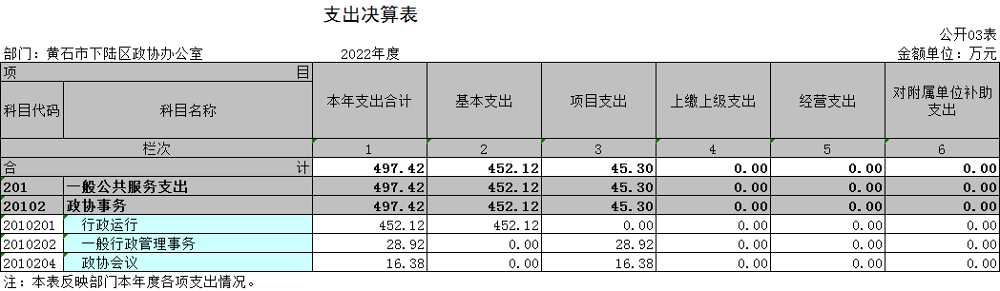 支出决算表
公开03表
部门：黄石市下陆区政协办公室 2022年度 金额单位：万元
项 目 本年支出合计 基本支出 项目支出 上缴上级支出 经营支出 对附属单位补助支出
科目代码 科目名称
栏次 1 2 3 4 5 6
合 计 497.42 452.12 45.30 0.00 0.00 0.00
201 一般公共服务支出 497.42 452.12 45.30 0.00 0.00 0.00
20102 政协事务 497.42 452.12 45.30 0.00 0.00 0.00
2010201 行政运行 452.12 452.12 0.00 0.00 0.00 0.00
2010202 一般行政管理事务 28.92 0.00 28.92 0.00 0.00 0.00
2010204 政协会议 16.38 0.00 16.38 0.00 0.00 0.00
注：本表反映部门本年度各项支出情况。